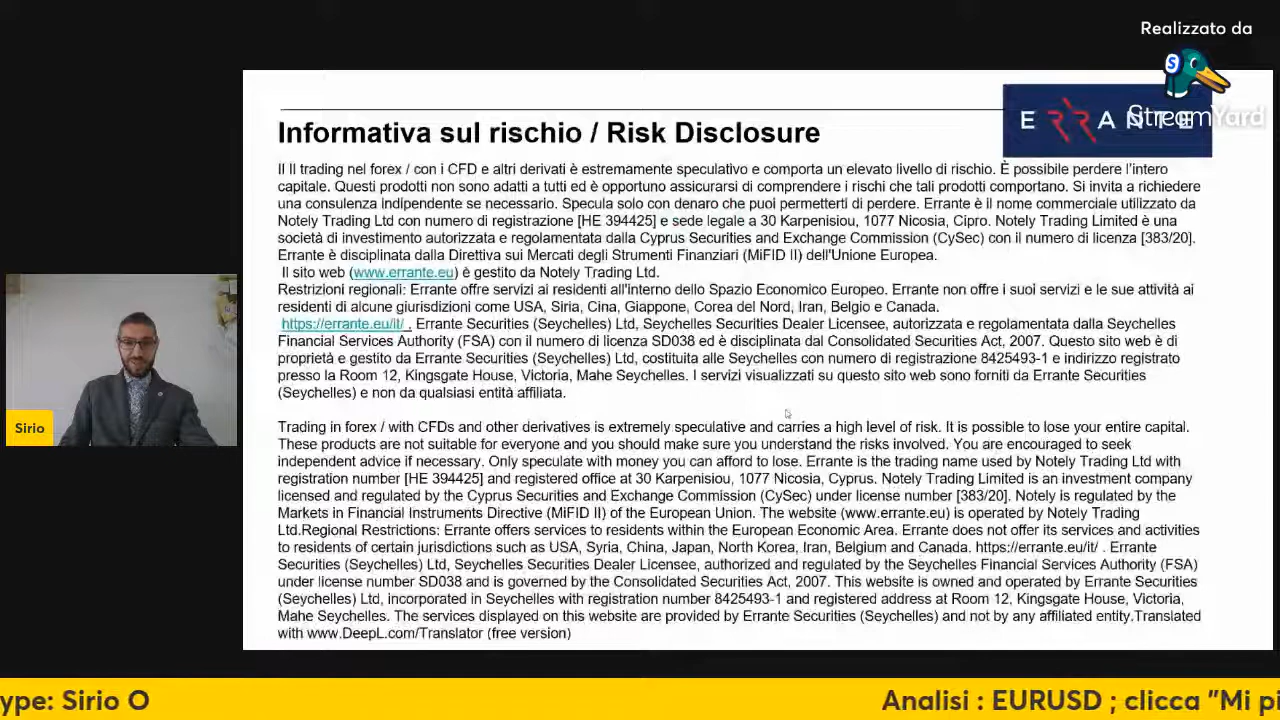 Realizzato da
S
StreamYard
ERRANTE
Informativa sul rischio / Risk Disclosure
Il Il trading nel forex / con i CFD e altri derivati è estremamente speculativo e comporta un elevato livello di rischio. È possibile perdere l'intero
capitale. Questi prodotti non sono adatti a tutti ed è opportuno assicurarsi di comprendere i rischi che tali prodotti comportano. Si invita a richiedere
una consulenza indipendente se necessario. Specula solo con denaro che puoi permetterti di perdere. Errante è il nome commerciale utilizzato da
Notely Trading Ltd con numero di registrazione [HE 394425] e sede legale a 30 Karpenisiou, 1077 Nicosia, Cipro. Notely Trading Limited è una
società di investimento autorizzata e regolamentata dalla Cyprus Securities and Exchange Commission (CySec) con il numero di licenza [383/20].
Errante è disciplinata dalla Direttiva sui Mercati degli Strumenti Finanziari (MiFID II) dell'Unione Europea.
Il sito web (www.errante.eu) è gestito da Notely Trading Ltd.
Restrizioni regionali: Errante offre servizi ai residenti all'interno dello Spazio Economico Europeo. Errante non offre i suoi servizi e le sue attività ai
residenti di alcune giurisdizioni come USA, Siria, Cina, Giappone, Corea del Nord, Iran, Belgio e Canada.
https://errante.eu/it/ . Errante Securities (Seychelles) Ltd, Seychelles Securities Dealer Licensee, autorizzata e regolamentata dalla Seychelles
Financial Services Authority (FSA) con il numero di licenza SD038 ed è disciplinata dal Consolidated Securities Act, 2007. Questo sito web è di
proprietà e gestito da Errante Securities (Seychelles) Ltd, costituita alle Seychelles con numero di registrazione 8425493-1 e indirizzo registrato
presso la Room 12, Kingsgate House, Victoria, Mahe Seychelles. I servizi visualizzati su questo sito web sono forniti da Errante Securities
(Seychelles) e non da qualsiasi entità affiliata.
Trading in forex / with CFDs and other derivatives is extremely speculative and carries a high level of risk. It is possible to lose your entire capital.
These products are not suitable for everyone and you should make sure you understand the risks involved. You are encouraged to seek
independent advice if necessary. Only speculate with money you can afford to lose. Errante is the trading name used by Notely Trading Ltd with
registration number [HE 394425] and registered office at 30 Karpenisiou, 1077 Nicosia, Cyprus. Notely Trading Limited is an investment company
licensed and regulated by the Cyprus Securities and Exchange Commission (CySec) under license number [383/20]. Notely is regulated by the
Markets in Financial Instruments Directive (MiFID II) of the European Union. The website (www.errante.eu) is operated by Notely Trading
Ltd.Regional Restrictions: Errante offers services to residents within the European Economic Area. Errante does not offer its services and activities
to residents of certain jurisdictions such as USA, Syria, China, Japan, North Korea, Iran, Belgium and Canada. https://errante.eu/it/ . Errante
Securities (Seychelles) Ltd, Seychelles Securities Dealer Licensee, authorized and regulated by the Seychelles Financial Services Authority (FSA)
under license number SD038 and is governed by the Consolidated Securities Act, 2007. This website is owned and operated by Errante Securities
(Seychelles) Ltd, incorporated in Seychelles with registration number 8425493-1 and registered address at Room 12, Kingsgate House, Victoria,
Mahe Seychelles. The services displayed on this website are provided by Errante Securities (Seychelles) and not by any affiliated entity.Translated
with www.DeepL.com/Translator (free version)
Sirio
ype: Sirio O
Analisi : EURUSD ; clicca "Mi pi